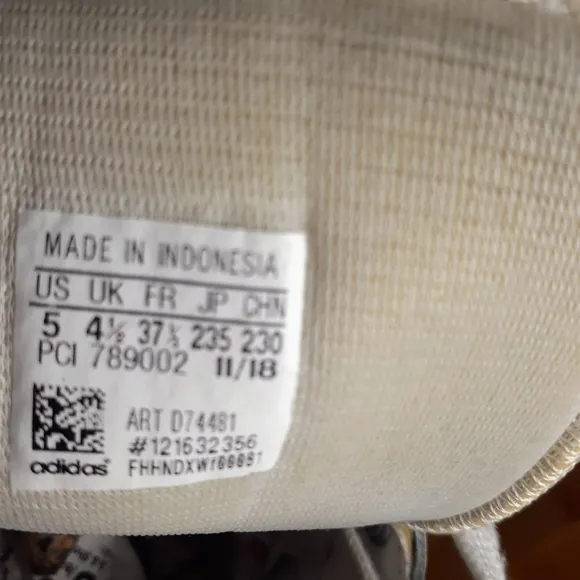 MADE IN INDONESIA
US UK FR JP CHN
5 4½ 37⅓ 235 230
PCI 789002 11/18
ART D74481
#121632356
adidas